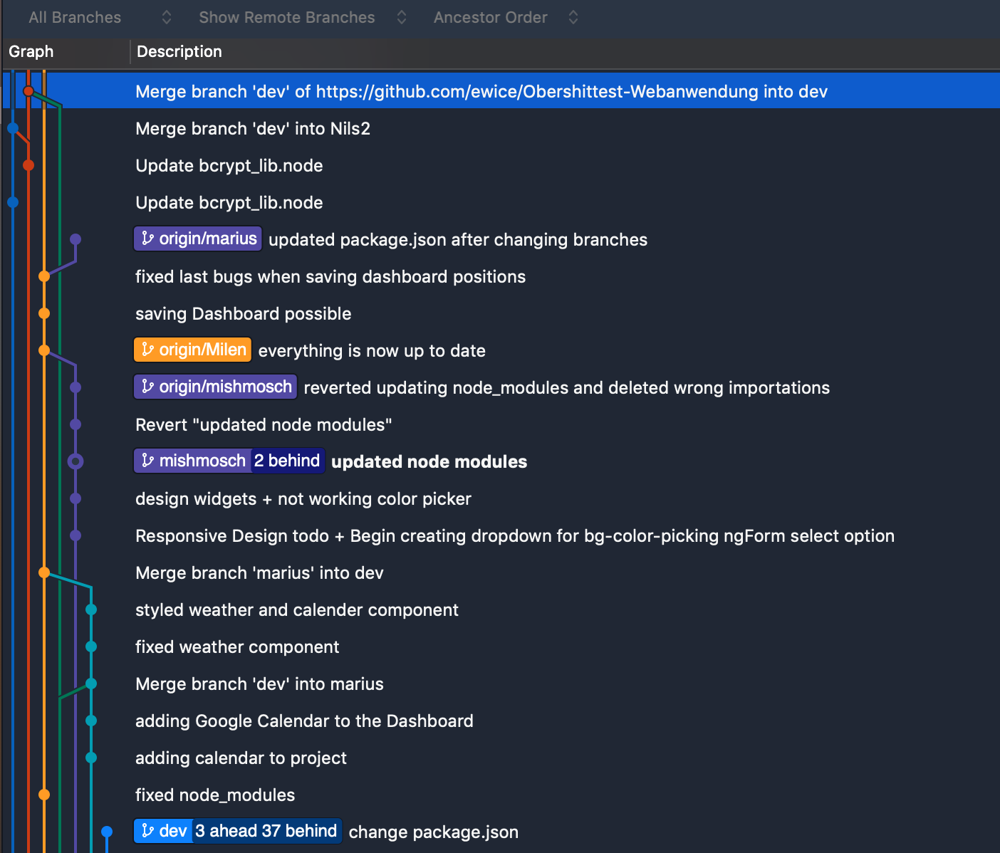 All Branches Show Remote Branches Ancestor Order
Graph Description
Merge branch 'dev' of https://github.com/ewice/Obershittest-Webanwendung into dev
Merge branch 'dev' into Nils2
Update bcrypt_lib.node
Update bcrypt_lib.node
origin/marius updated package.json after changing branches
fixed last bugs when saving dashboard positions
saving Dashboard possible
origin/Milen everything is now up to date
origin/mishmosch reverted updating node_modules and deleted wrong importations
Revert "updated node modules"
mishmosch 2 behind updated node modules
design widgets + not working color picker
Responsive Design todo + Begin creating dropdown for bg-color-picking ngForm select option
Merge branch 'marius' into dev
styled weather and calender component
fixed weather component
Merge branch 'dev' into marius
adding Google Calendar to the Dashboard
adding calendar to project
fixed node_modules
dev 3 ahead 37 behind change package.json